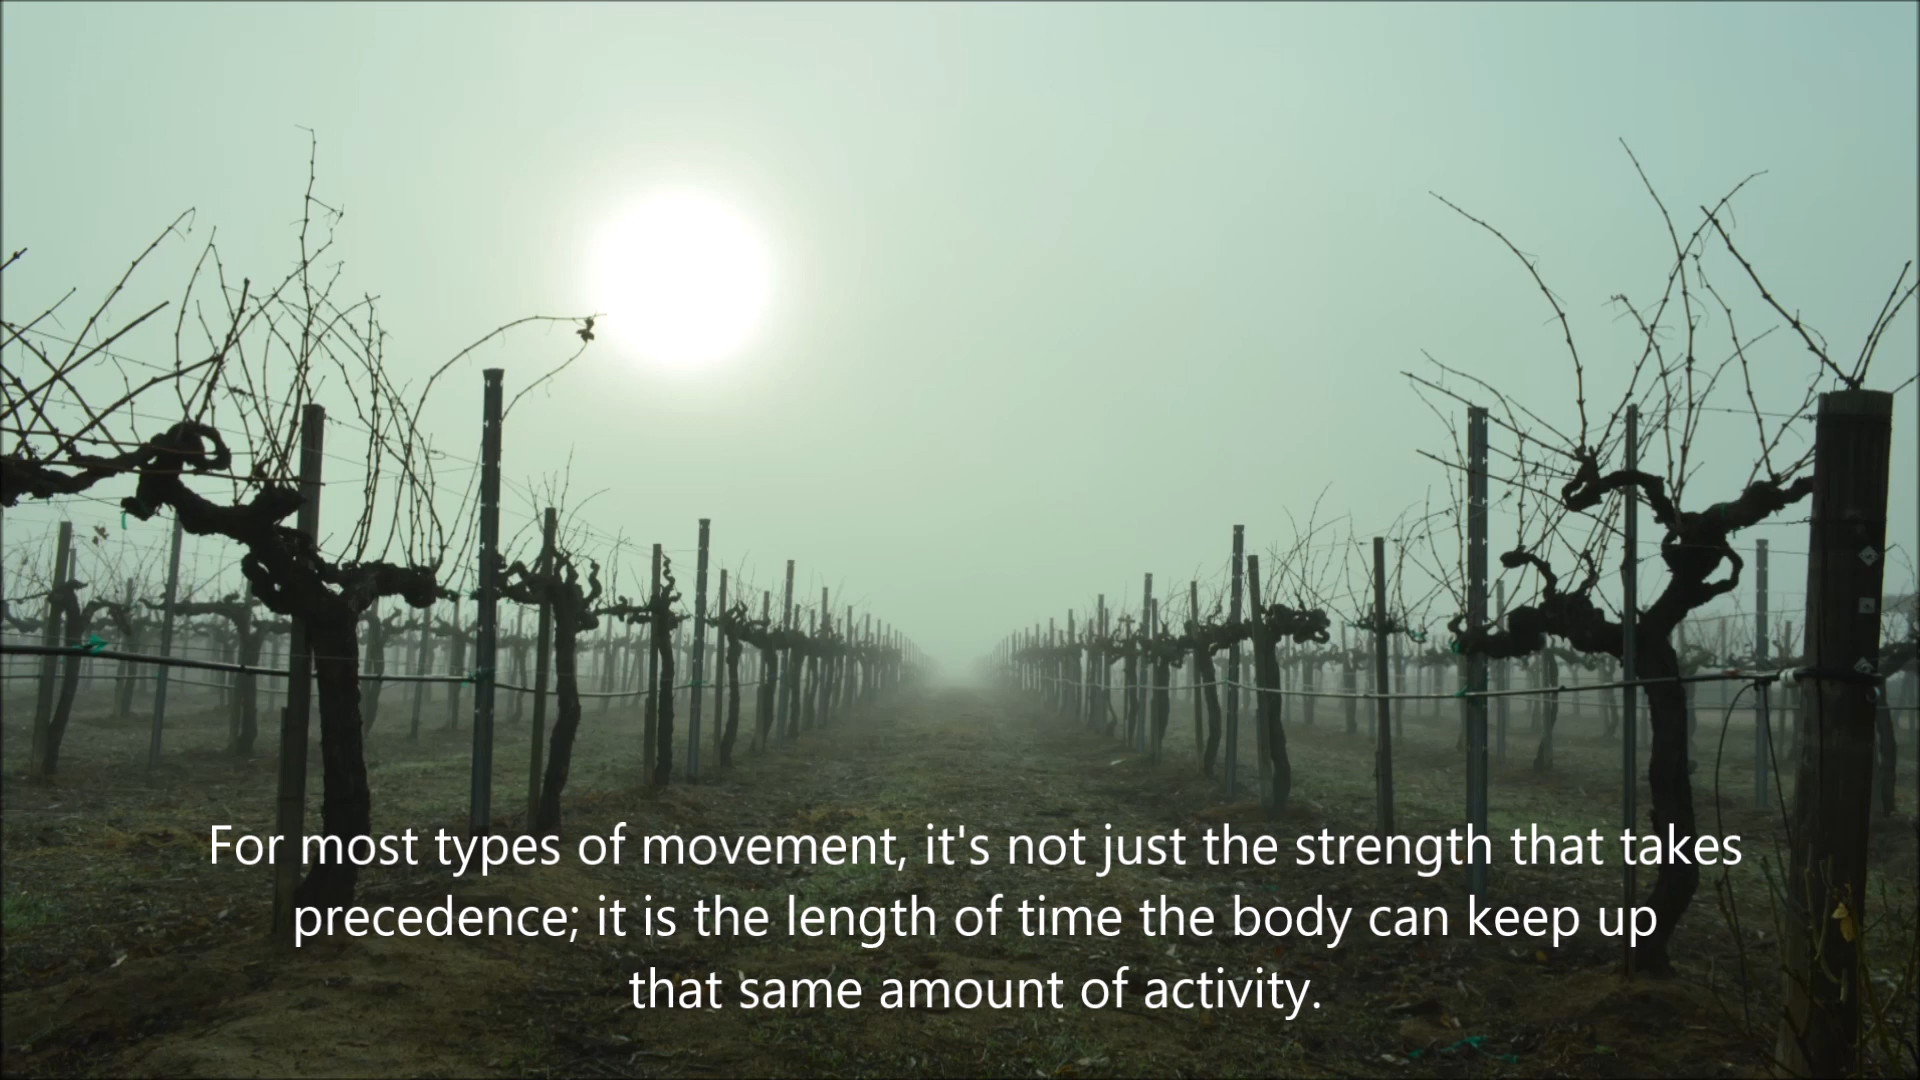 For most types of movement, it's not just the strength that takes
precedence; it is the length of time the body can keep up
that same amount of activity.